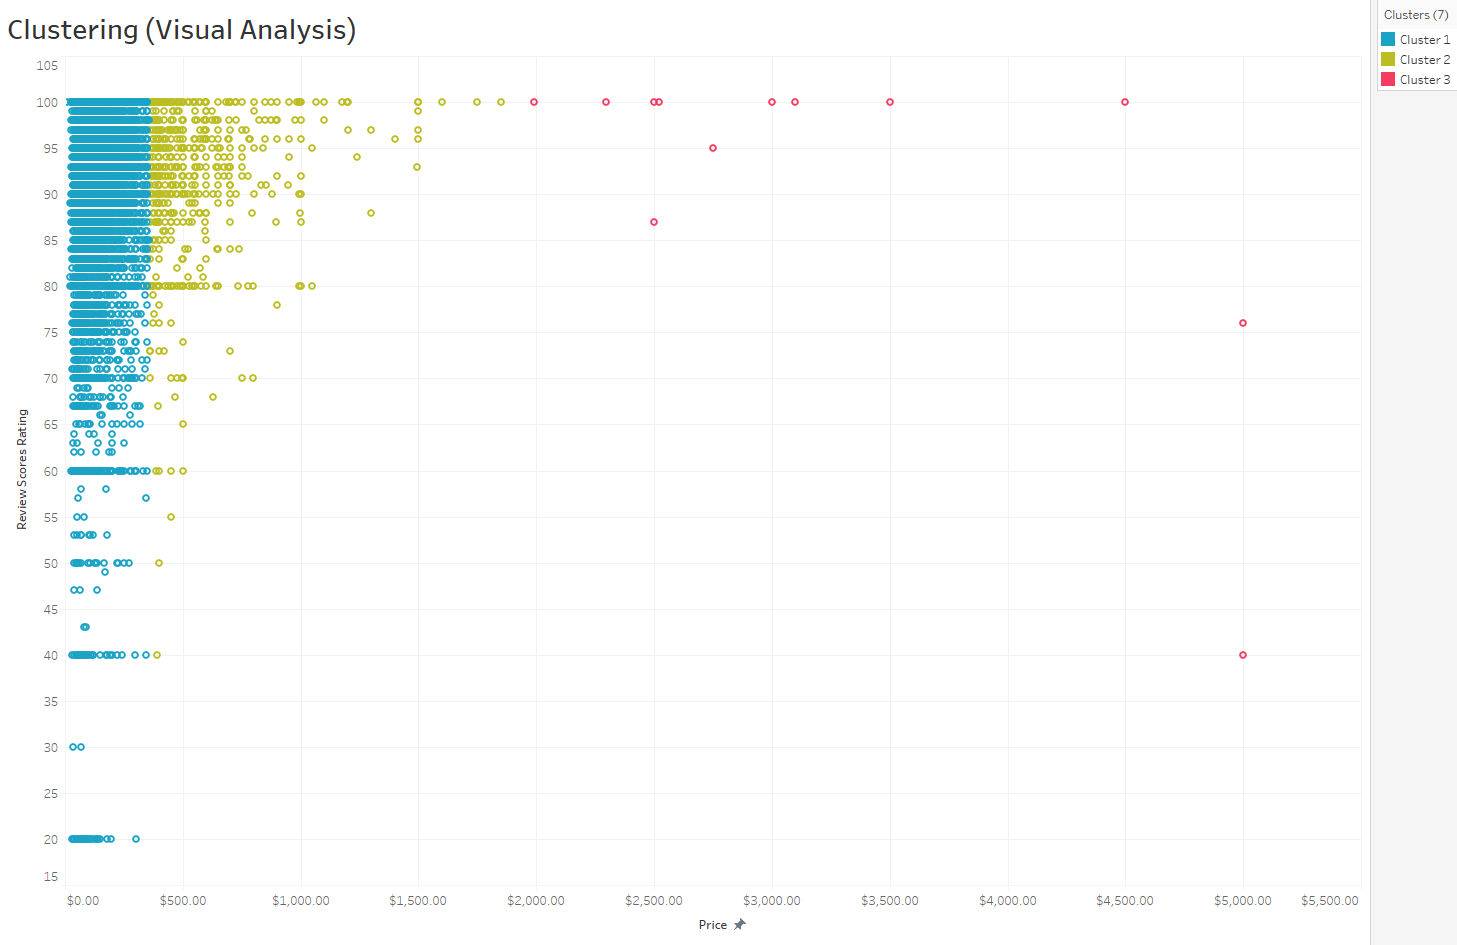 Clustering (Visual Analysis)
Clusters (7)
Cluster 1
Cluster 2
Cluster 3
Review Scores Rating
105
100
95
90
85
80
75
70
65
60
55
50
45
40
35
30
25
20
15
$0.00 $500.00 $1,000.00 $1,500.00 $2,000.00 $2,500.00 $3,000.00 $3,500.00 $4,000.00 $4,500.00 $5,000.00 $5,500.00
Price